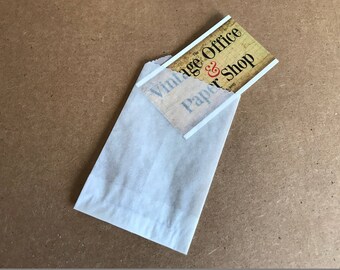 Vintage Office
&
Paper Shop